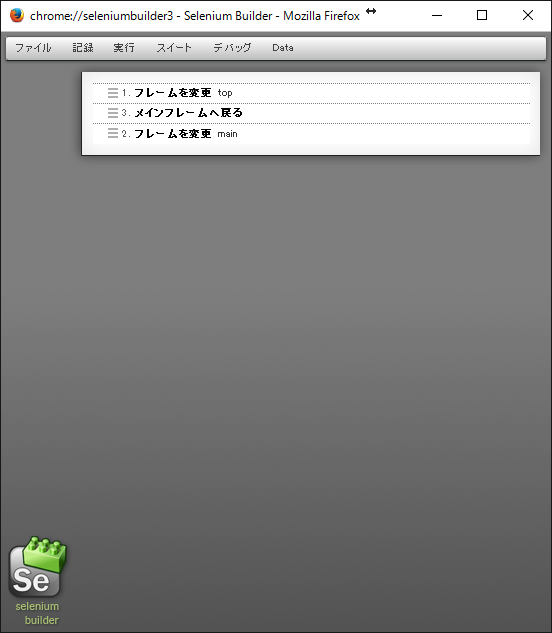 chrome://seleniumbuilder3 - Selenium Builder - Mozilla Firefox
ファイル 記録 実行 スイート デバッグ Data
1. フレームを変更 top
3. メインフレームへ戻る
2. フレームを変更 main
Se
selenium
builder